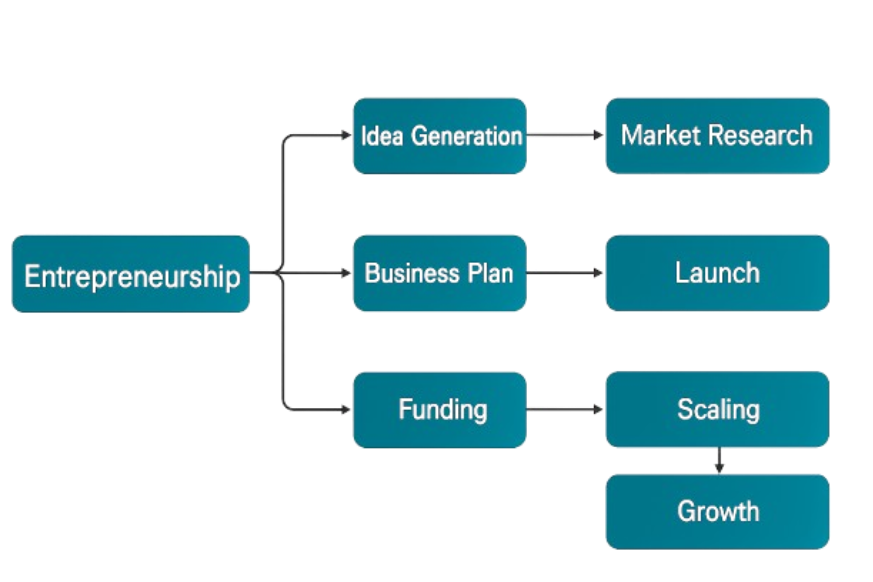 Entrepreneurship
Idea Generation
Market Research
Business Plan
Launch
Funding
Scaling
Growth